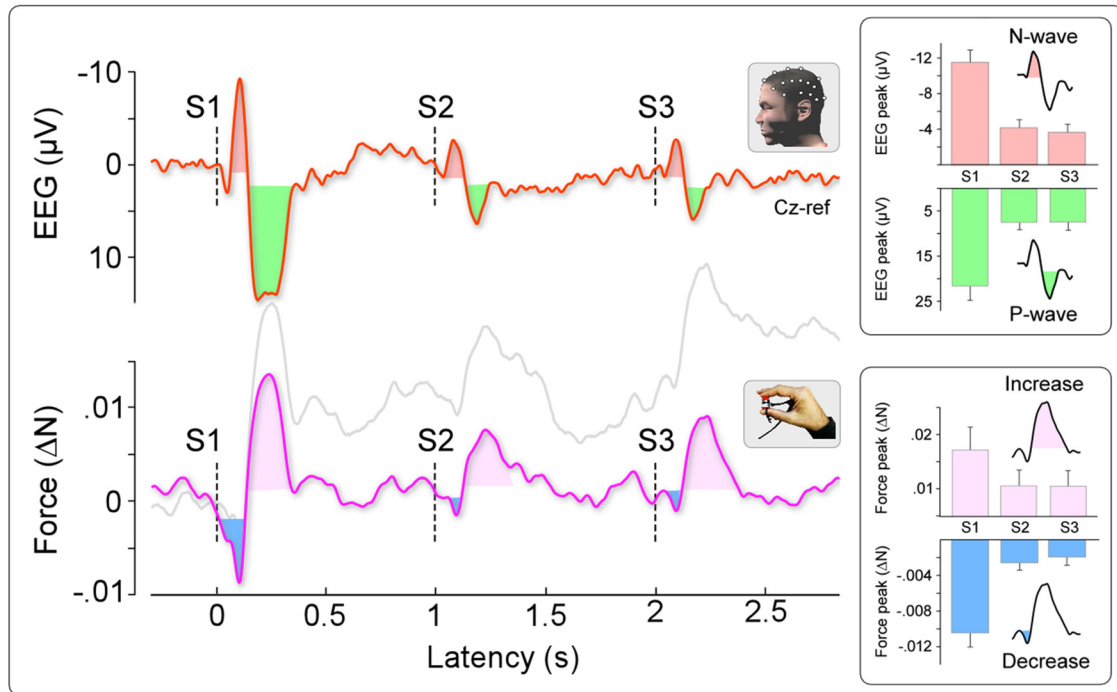 -10
0
10
EEG (µV)
S1
S2
S3
Cz-ref
.01
0
-.01
Force (ΔN)
S1
S2
S3
0
0.5
1
1.5
2
2.5
Latency (s)
N-wave
-12
-8
-4
EEG peak (µV)
S1
S2
S3
5
15
25
EEG peak (µV)
P-wave
Increase
.02
.01
Force peak (ΔN)
S1
S2
S3
-.004
-.008
-.012
Force peak (ΔN)
Decrease